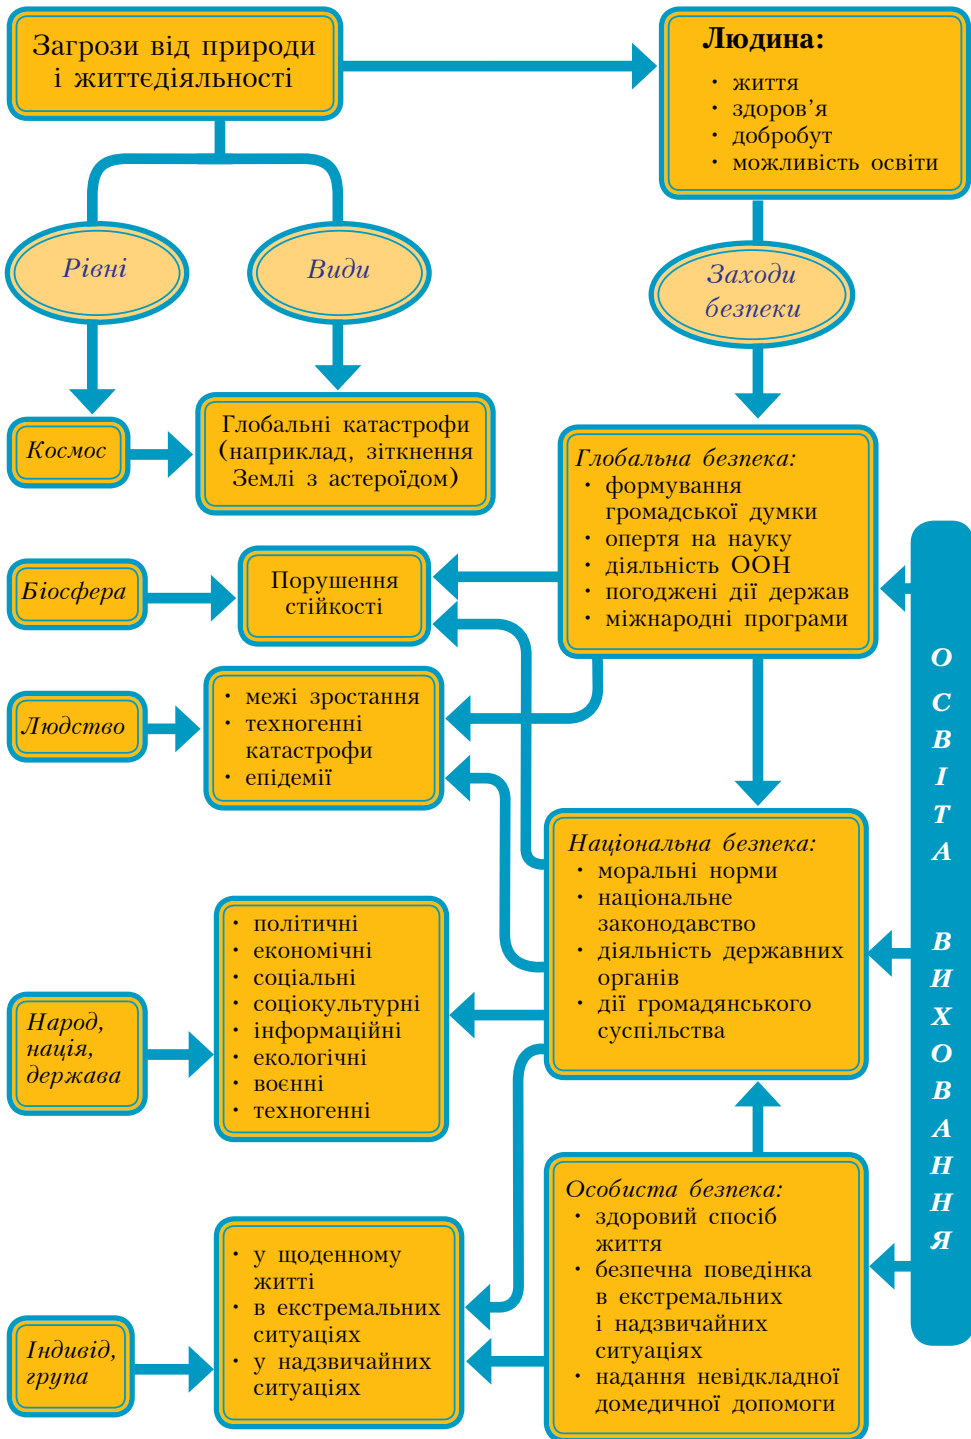 Загрози від природи
і життєдіяльності
Людина:
· життя
· здоров’я
· добробут
· можливість освіти
Рівні
Види
Заходи
безпеки
Космос
Глобальні катастрофи
(наприклад, зіткнення
Землі з астероїдом)
Глобальна безпека:
· формування
громадської думки
· опертя на науку
· діяльність ООН
· погоджені дії держав
· міжнародні програми
Біосфера
Порушення
стійкості
Людство
· межі зростання
· техногенні
катастрофи
· епідемії
Національна безпека:
· моральні норми
· національне
законодавство
· діяльність державних
органів
· дії громадянського
суспільства
Народ,
нація,
держава
· політичні
· економічні
· соціальні
· соціокультурні
· інформаційні
· екологічні
· воєнні
· техногенні
Особиста безпека:
· здоровий спосіб
життя
· безпечна поведінка
в екстремальних
і надзвичайних
ситуаціях
· надання невідкладної
домедичної допомоги
Індивід,
група
· у щоденному
житті
· в екстремальних
ситуаціях
· у надзвичайних
ситуаціях
ОСВІТА ВИХОВАННЯ